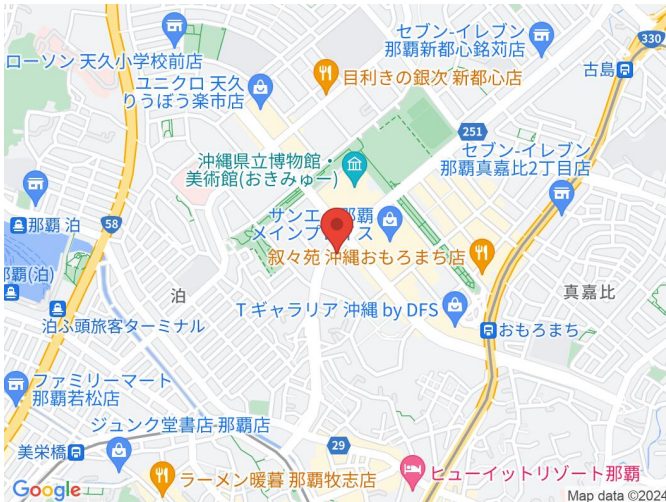 セブン-イレブン
那覇新都心銘苅店
330
ローソン 天久小学校前店
古島
目利きの銀次 新都心店
ユニクロ 天久
りうぼう楽市店
251
セブン-イレブン
那覇真嘉比2丁目店
沖縄県立博物館・
美術館(おきみゅー)
サンエー那覇
メインプレイス
那覇 泊
58
叙々苑 沖縄おもろまち店
那覇(泊)
泊
真嘉比
Tギャラリア 沖縄 by DFS
泊ふ頭旅客ターミナル
おもろまち
ファミリーマート
那覇若松店
ジュンク堂書店-那覇店
美栄橋
29
ラーメン暖暮 那覇牧志店
ヒューイットリゾート那覇
Google
Map data ©2024